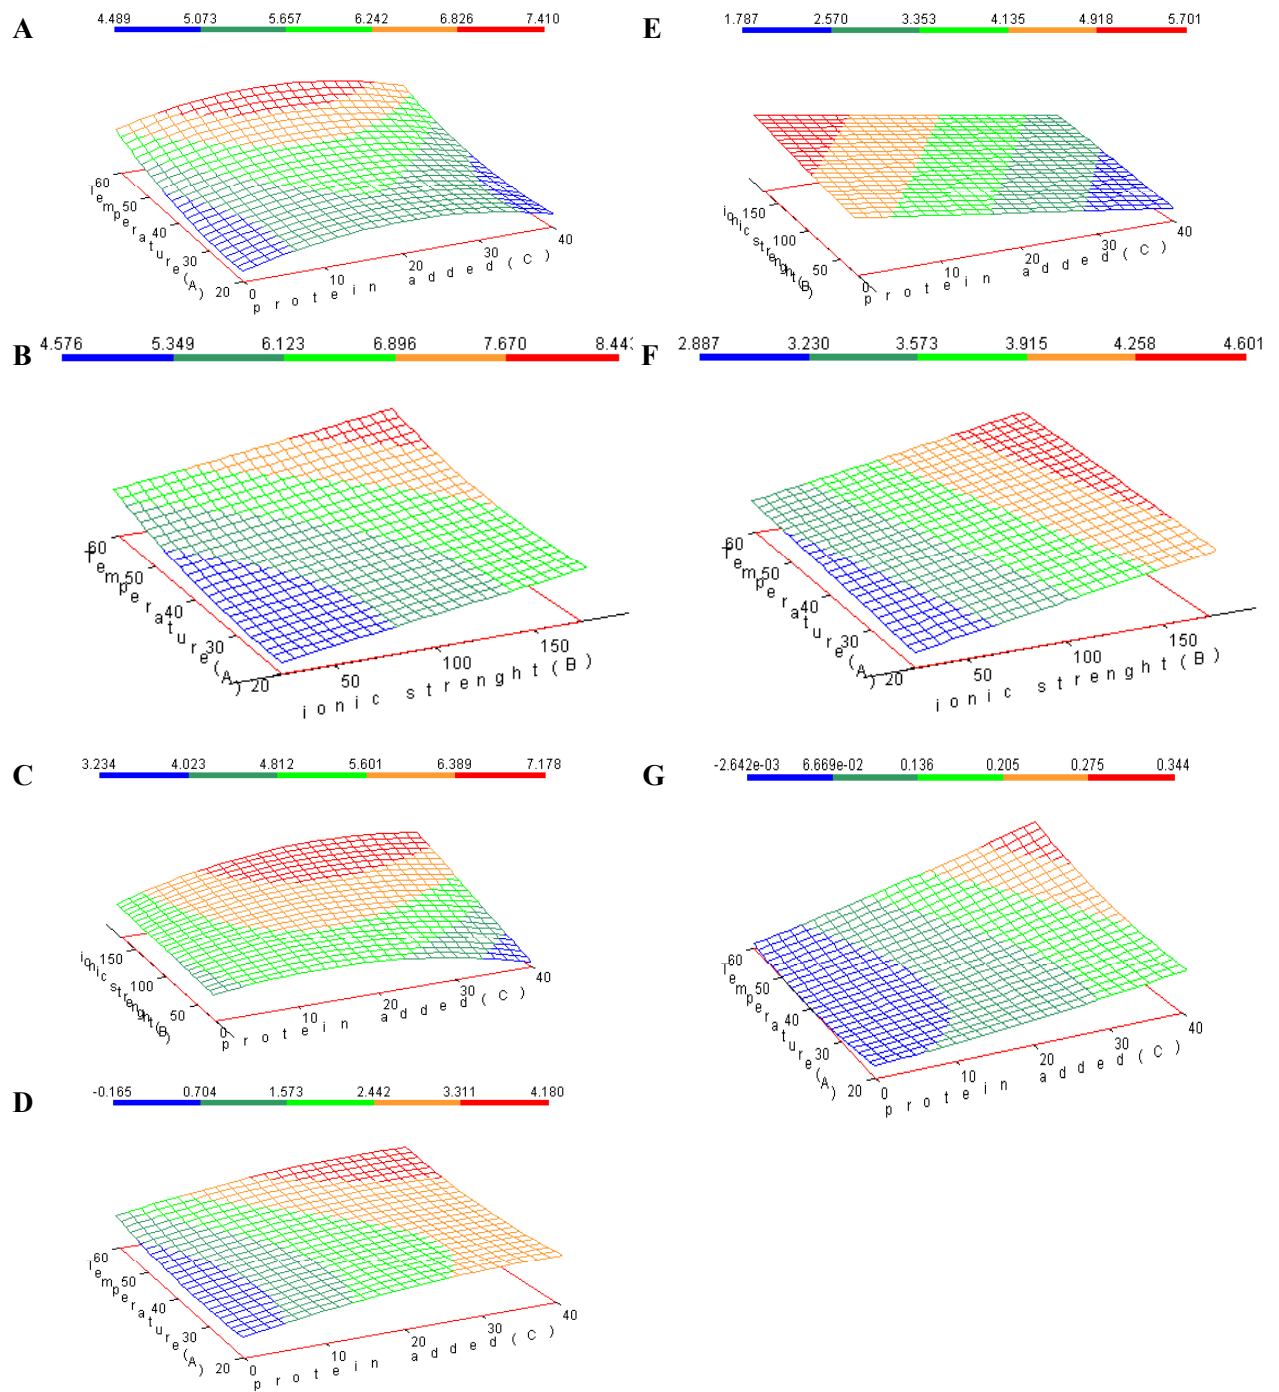 A
4.489 5.073 5.657 6.242 6.826 7.410
Temperature(A)
60 50 40 30 20
0 10 20 30 40
protein added(C)
E
1.787 2.570 3.353 4.135 4.918 5.701
ionic strenght(B)
150 100 50 0
10 20 30 40
protein added(C)
B
4.576 5.349 6.123 6.896 7.670 8.443
Temperature(A)
60 50 40 30 20
50 100 150
ionic strenght(B)
F
2.887 3.230 3.573 3.915 4.258 4.601
Temperature(A)
60 50 40 30 20
50 100 150
ionic strenght(B)
C
3.234 4.023 4.812 5.601 6.389 7.178
ionic strenght(B)
150 100 50 0
10 20 30 40
protein added(C)
G
-2.642e-03 6.669e-02 0.136 0.205 0.275 0.344
Temperature(A)
60 50 40 30 20
0 10 20 30 40
protein added(C)
D
-0.165 0.704 1.573 2.442 3.311 4.180
Temperature(A)
60 50 40 30 20
0 10 20 30 40
protein added(C)